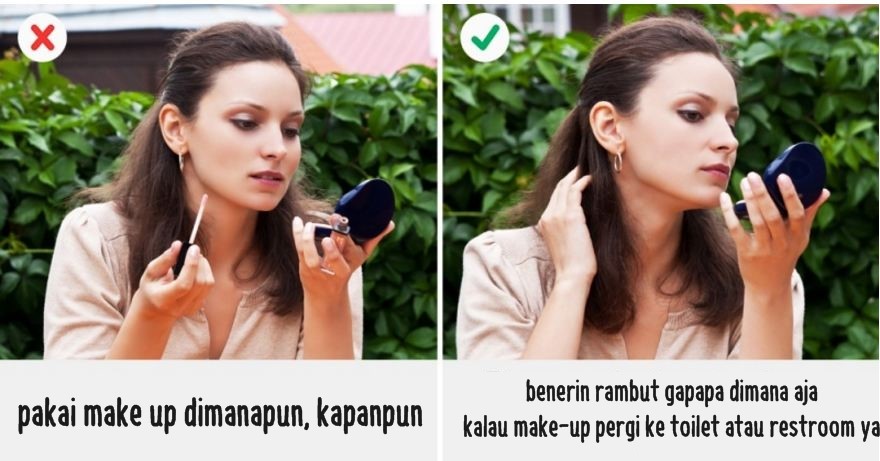 pakai make up dimanapun, kapanpun
benerin rambut gapapa dimana aja
kalau make-up pergi ke toilet atau restroom ya